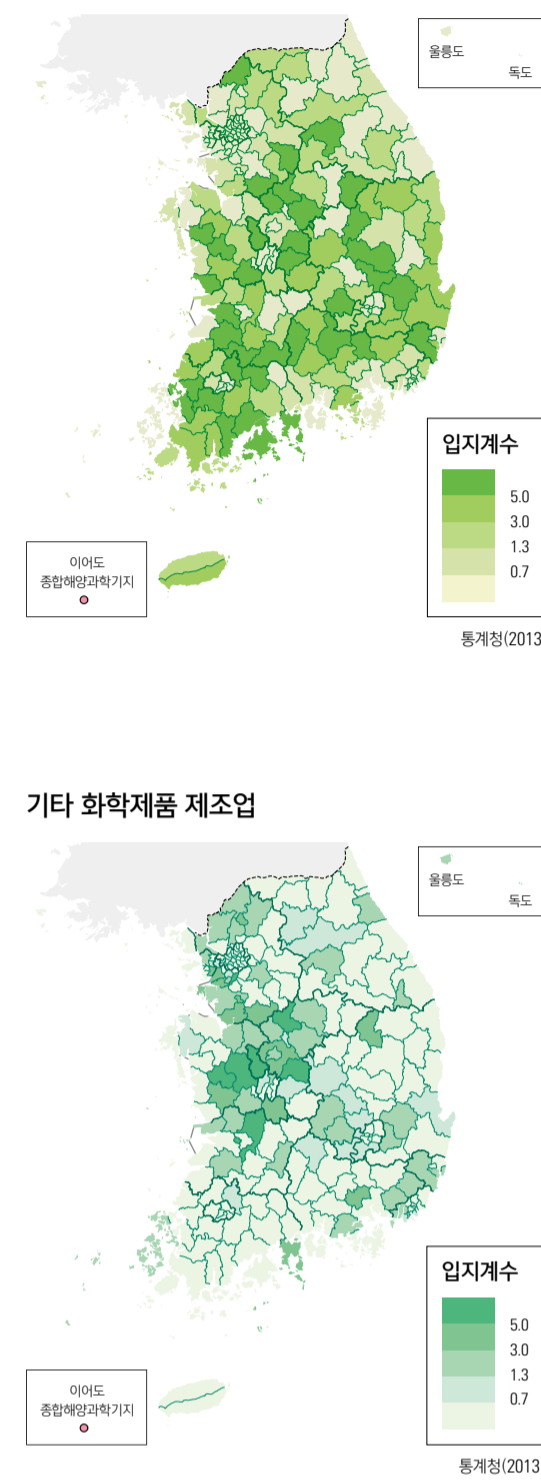 울릉도
독도
입지계수
5.0
3.0
1.3
0.7
이어도
종합해양과학기지
통계청(2013
기타 화학제품 제조업
울릉도
독도
입지계수
5.0
3.0
1.3
0.7
이어도
종합해양과학기지
통계청(2013